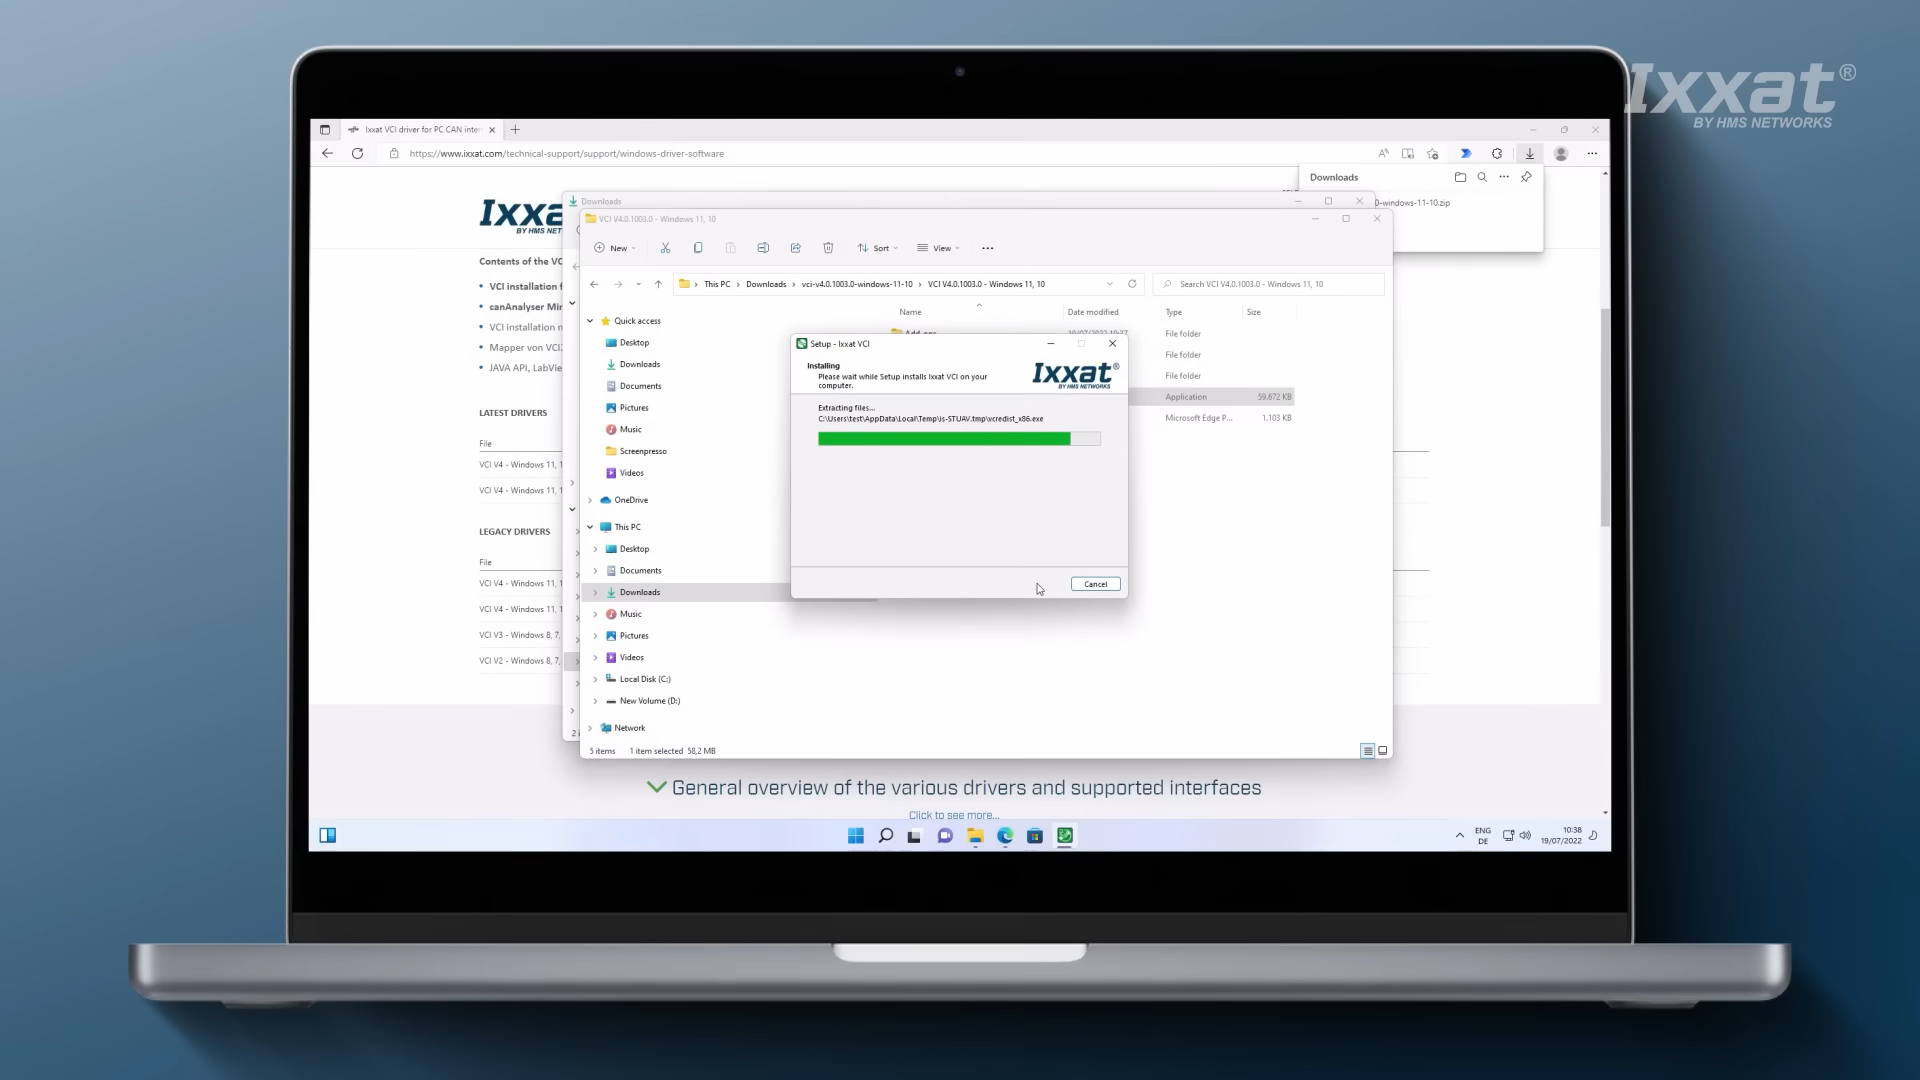 Ixxat®
BY HMS NETWORKS
Ixxat VCI driver for PC CAN inter
https://www.ixxat.com/technical-support/support/windows-driver-software
Downloads
0-windows-11-10.zip
Ixxa
BY HMS NET
Contents of the VC
VCI installation f
canAnalyser Mir
VCI installation n
Mapper von VCI2
JAVA API, LabVie
LATEST DRIVERS
File
VCI V4 - Windows 11, 1
VCI V4 - Windows 11, 1
LEGACY DRIVERS
File
VCI V4 - Windows 11, 1
VCI V4 - Windows 11, 1
VCI V3 - Windows 8, 7,
VCI V2 - Windows 8, 7,
Downloads
VCI V4.0.1003.0 - Windows 11, 10
New Sort View
This PC > Downloads > vci-v4.0.1003.0-windows-11-10 > VCI V4.0.1003.0 - Windows 11, 10
Search VCI V4.0.1003.0 - Windows 11, 10
Name Date modified Type Size
Quick access
Desktop
Downloads
Documents
Pictures
Music
Screenpresso
Videos
OneDrive
This PC
Desktop
Documents
Downloads
Music
Pictures
Videos
Local Disk (C:)
New Volume (D:)
Network
File folder
File folder
File folder
Application 59.672 KB
Microsoft Edge P... 1.103 KB
5 items 1 item selected 58,2 MB
Setup - Ixxat VCI
Installing
Please wait while Setup installs Ixxat VCI on your
computer.
Ixxat®
BY HMS NETWORKS
Extracting files...
C:\Users\test\AppData\Local\Temp\is-STUAV.tmp\vcredist_x86.exe
Cancel
General overview of the various drivers and supported interfaces
Click to see more...
ENG
DE
10:38
19/07/2022